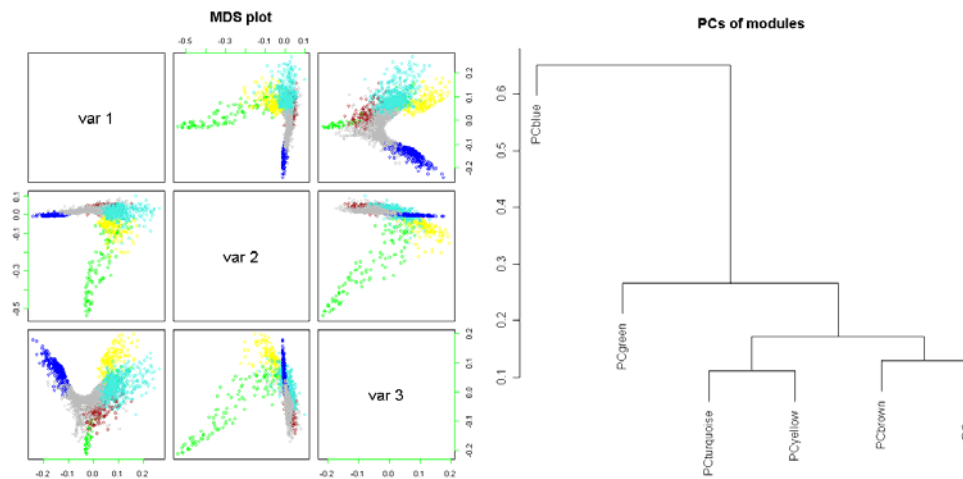 MDS plot
PCs of modules
-0.5 -0.3 -0.1 0.0 0.1
var 1
0.2
0.1
0.0
-0.1
-0.2
0.1
0.0
-0.1
-0.3
-0.5
var 2
var 3
0.2
0.1
0.0
-0.1
-0.2
-0.2 -0.1 0.0 0.1 0.2
-0.2 -0.1 0.0 0.1 0.2
0.6
0.5
0.4
0.3
0.2
0.1
PCblue
PCgreen
PCturquoise
PCyellow
PCbrown